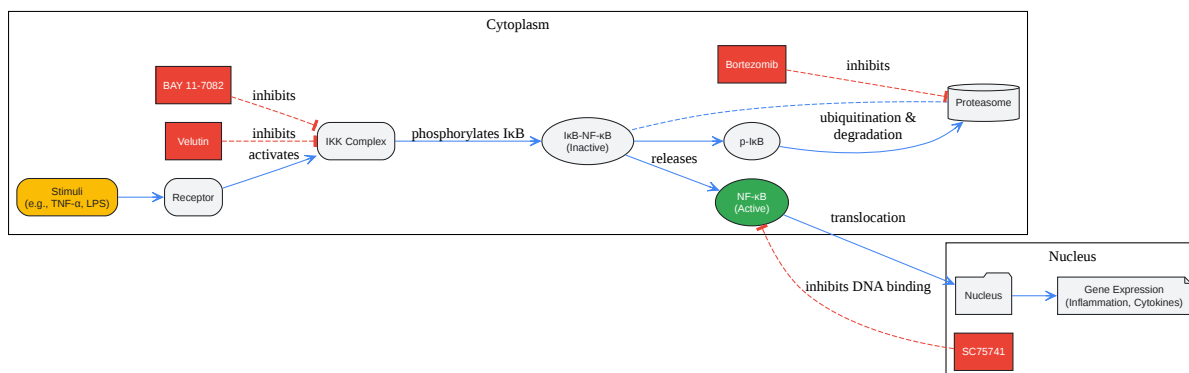 Cytoplasm
BAY 11-7082
inhibits
Velutin
inhibits
activates
Stimuli
(e.g., TNF-α, LPS)
Receptor
IKK Complex
phosphorylates IκB
IκB-NF-κB
(Inactive)
releases
Bortezomib
inhibits
Proteasome
ubiquitination &
degradation
p-IκB
NF-κB
(Active)
translocation
inhibits DNA binding
Nucleus
Nucleus
Gene Expression
(Inflammation, Cytokines)
SC75741